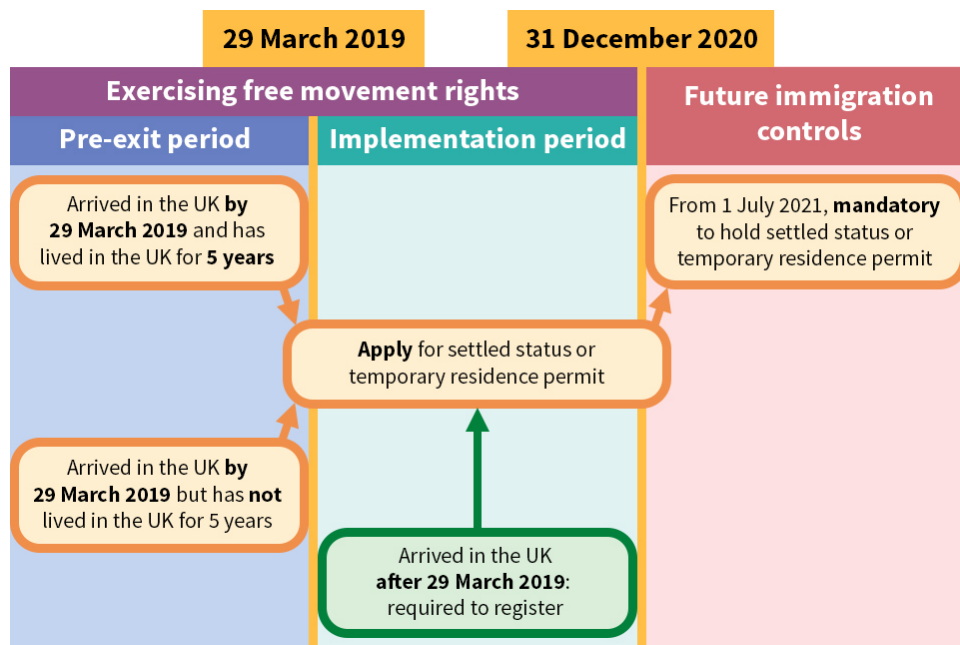 29 March 2019
31 December 2020
Exercising free movement rights
Future immigration
controls
Pre-exit period
Implementation period
Arrived in the UK by
29 March 2019 and has
lived in the UK for 5 years
From 1 July 2021, mandatory
to hold settled status or
temporary residence permit
Apply for settled status or
temporary residence permit
Arrived in the UK by
29 March 2019 but has not
lived in the UK for 5 years
Arrived in the UK
after 29 March 2019:
required to register